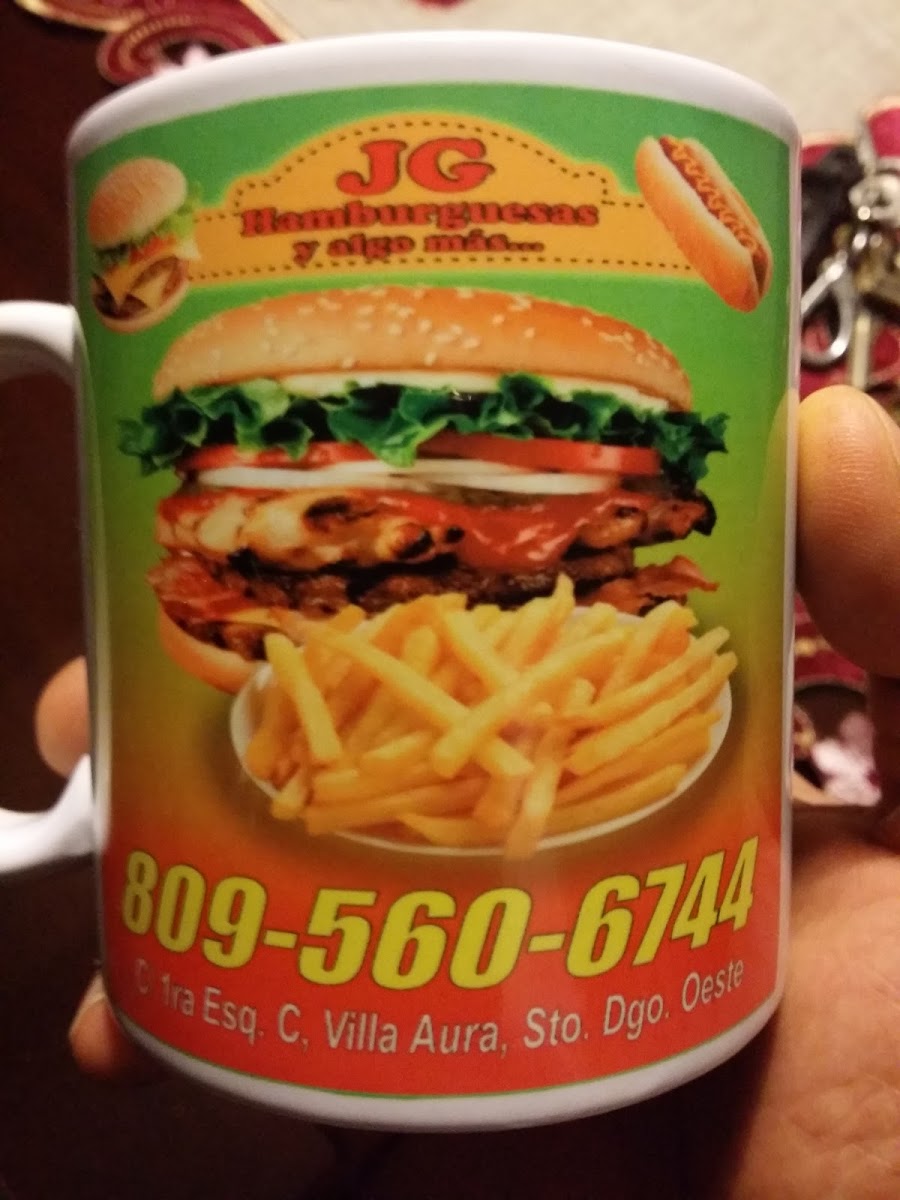 JG
Hamburguesas
y algo más...
809-560-6744
C 1ra Esq. C, Villa Aura, Sto. Dgo. Oeste